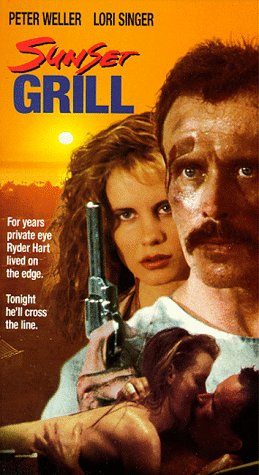 PETER WELLER LORI SINGER
SUNSET
GRILL
For years
private eye
Ryder Hart
lived on
the edge.
Tonight
he'll cross
the line.